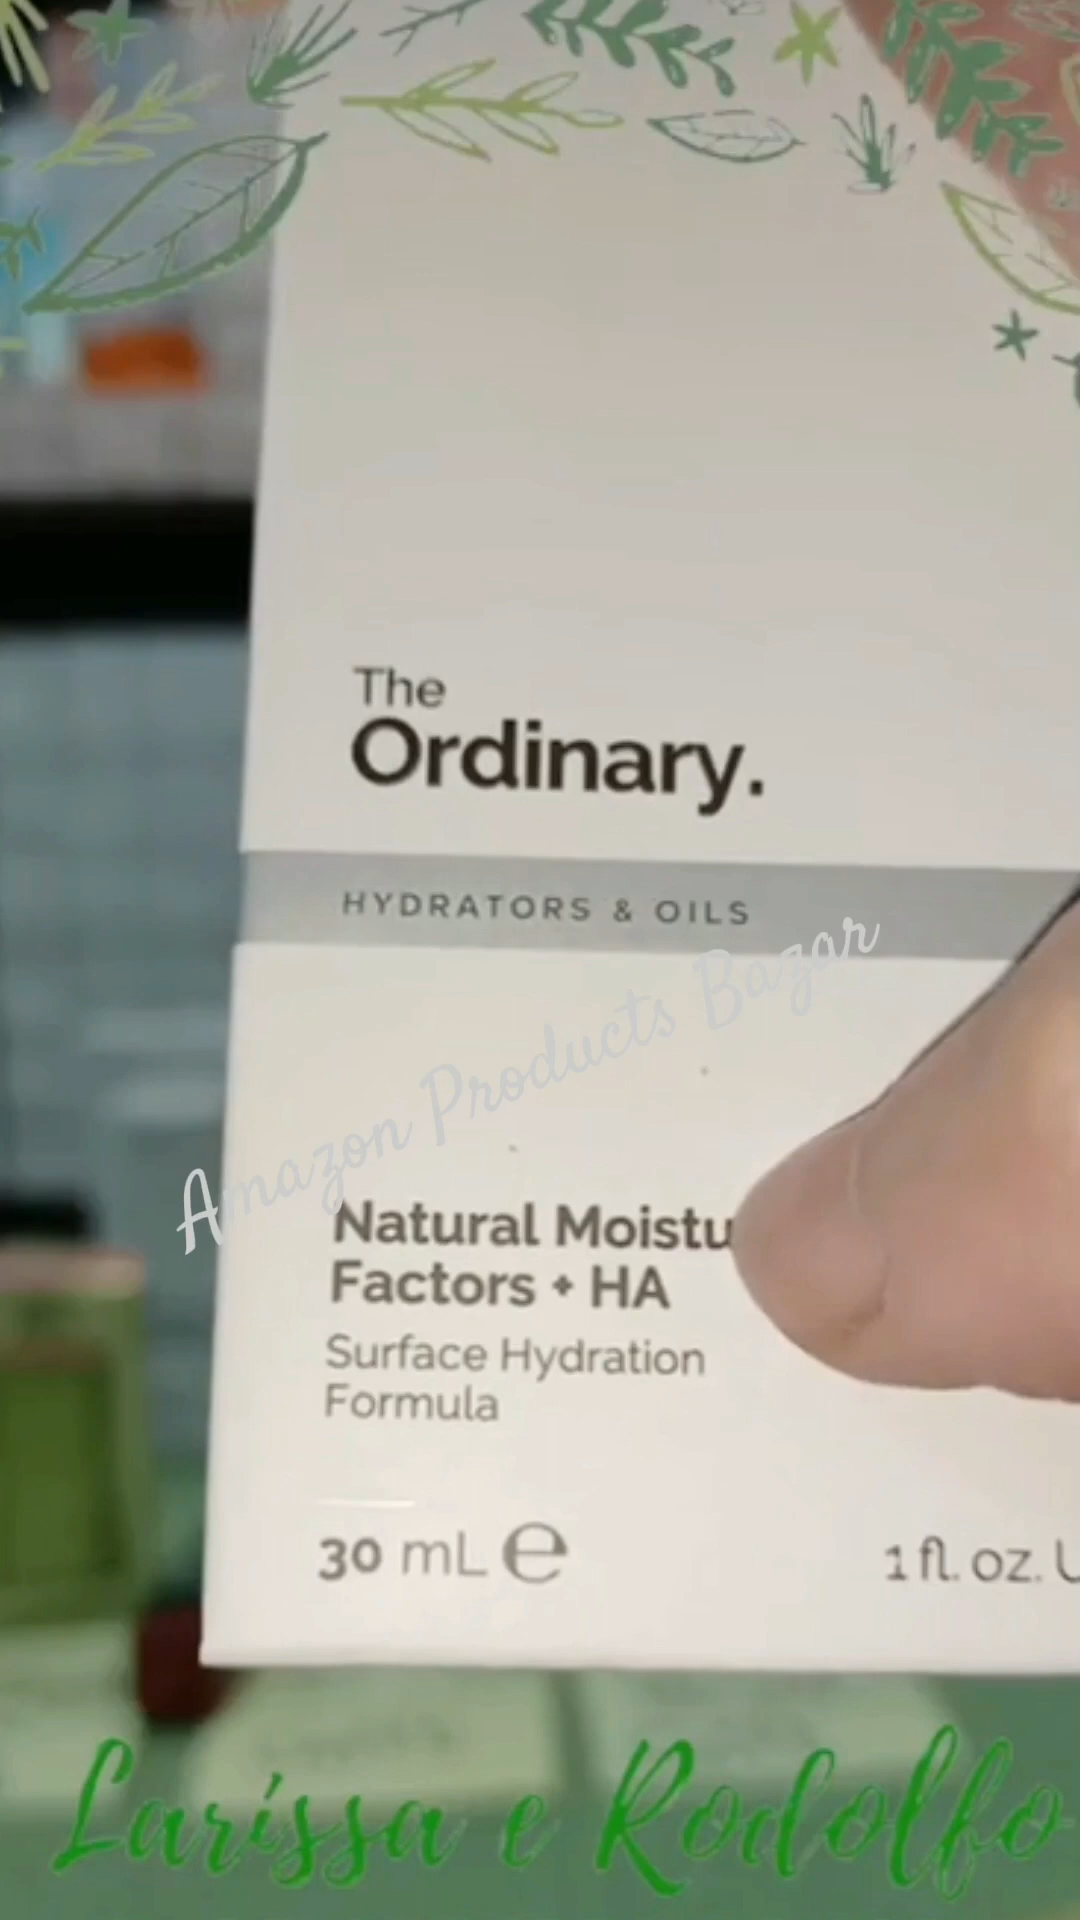 The
Ordinary.
HYDRATORS & OILS
Amazon Products Bazar
Natural Moistu
Factors + HA
Surface Hydration
Formula
30 mL e
1 fl. oz. U
Larissa e Rodolfo